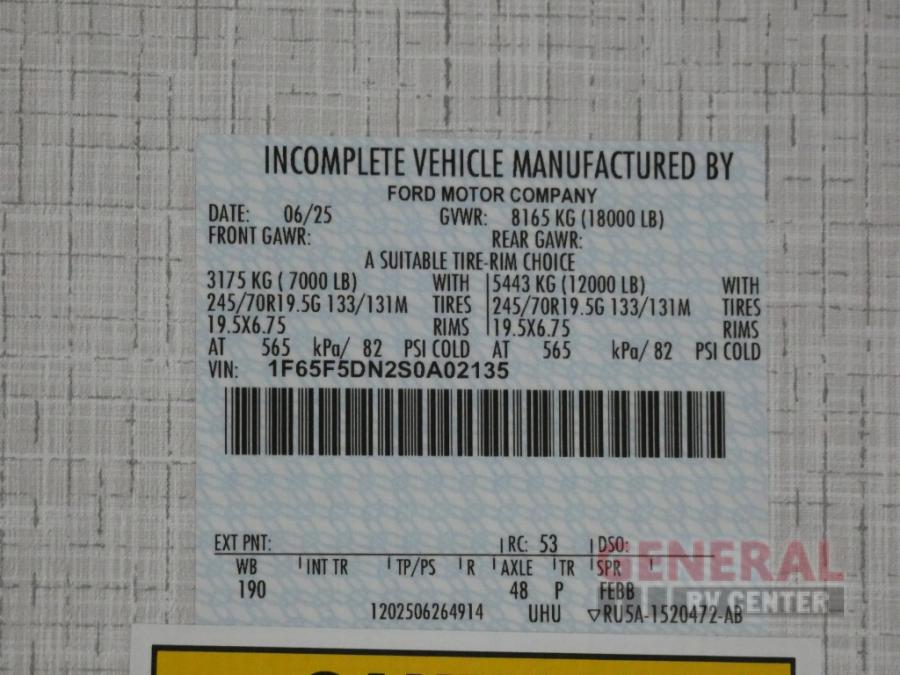 INCOMPLETE VEHICLE MANUFACTURED BY
FORD MOTOR COMPANY
DATE: 06/25 GVWR: 8165 KG (18000 LB)
FRONT GAWR: REAR GAWR:
A SUITABLE TIRE-RIM CHOICE
3175 KG ( 7000 LB) WITH 5443 KG (12000 LB) WITH
245/70R19.5G 133/131M TIRES 245/70R19.5G 133/131M TIRES
19.5X6.75 RIMS 19.5X6.75 RIMS
AT 565 kPa/ 82 PSI COLD AT 565 kPa/ 82 PSI COLD
VIN: 1F65F5DN2S0A02135
EXT PNT: RC: 53 DSO:
WB INT TR TP/PS R AXLE TR SPR
190 48 P FEBB
1202506264914 UHU ▽RU5A-1520472-AB
GENERAL
RV CENTER